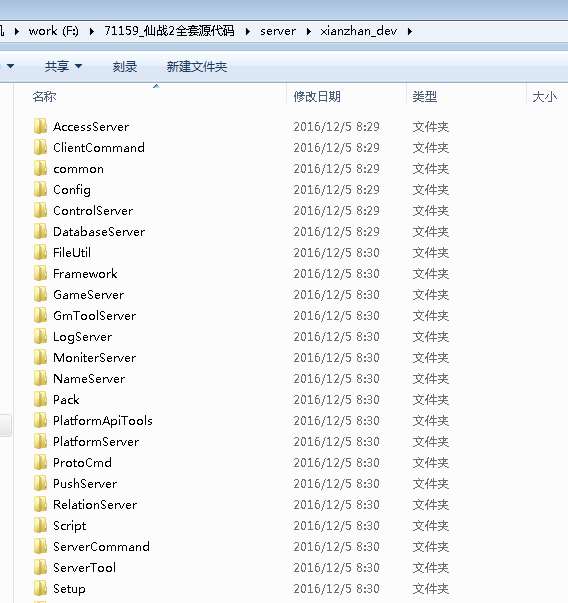 work (F:) ▸ 71159_仙战2全套源代码 ▸ server ▸ xianzhan_dev ▸
共享 刻录 新建文件夹
名称 修改日期 类型 大小
AccessServer 2016/12/5 8:29 文件夹
ClientCommand 2016/12/5 8:29 文件夹
common 2016/12/5 8:29 文件夹
Config 2016/12/5 8:29 文件夹
ControlServer 2016/12/5 8:29 文件夹
DatabaseServer 2016/12/5 8:29 文件夹
FileUtil 2016/12/5 8:30 文件夹
Framework 2016/12/5 8:30 文件夹
GameServer 2016/12/5 8:30 文件夹
GmToolServer 2016/12/5 8:30 文件夹
LogServer 2016/12/5 8:30 文件夹
MoniterServer 2016/12/5 8:30 文件夹
NameServer 2016/12/5 8:30 文件夹
Pack 2016/12/5 8:30 文件夹
PlatformApiTools 2016/12/5 8:30 文件夹
PlatformServer 2016/12/5 8:30 文件夹
ProtoCmd 2016/12/5 8:30 文件夹
PushServer 2016/12/5 8:30 文件夹
RelationServer 2016/12/5 8:30 文件夹
Script 2016/12/5 8:30 文件夹
ServerCommand 2016/12/5 8:30 文件夹
ServerTool 2016/12/5 8:30 文件夹
Setup 2016/12/5 8:30 文件夹